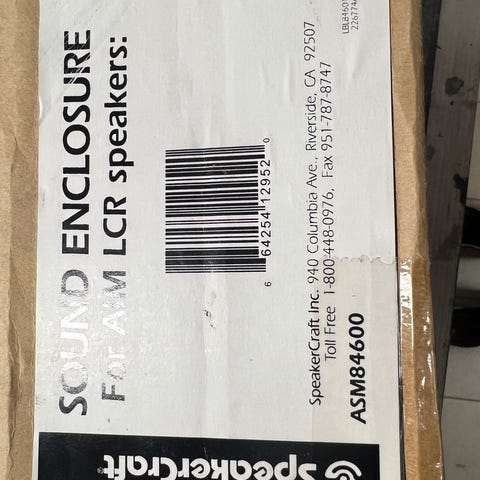 SOUND ENCLOSURE
For AIM LCR speakers:
6 64254 12952 0
SpeakerCraft Inc. 940 Columbia Ave., Riverside, CA 92507
Toll Free 1-800-448-0976, Fax 951-787-8747
ASM84600
SpeakerCraft®